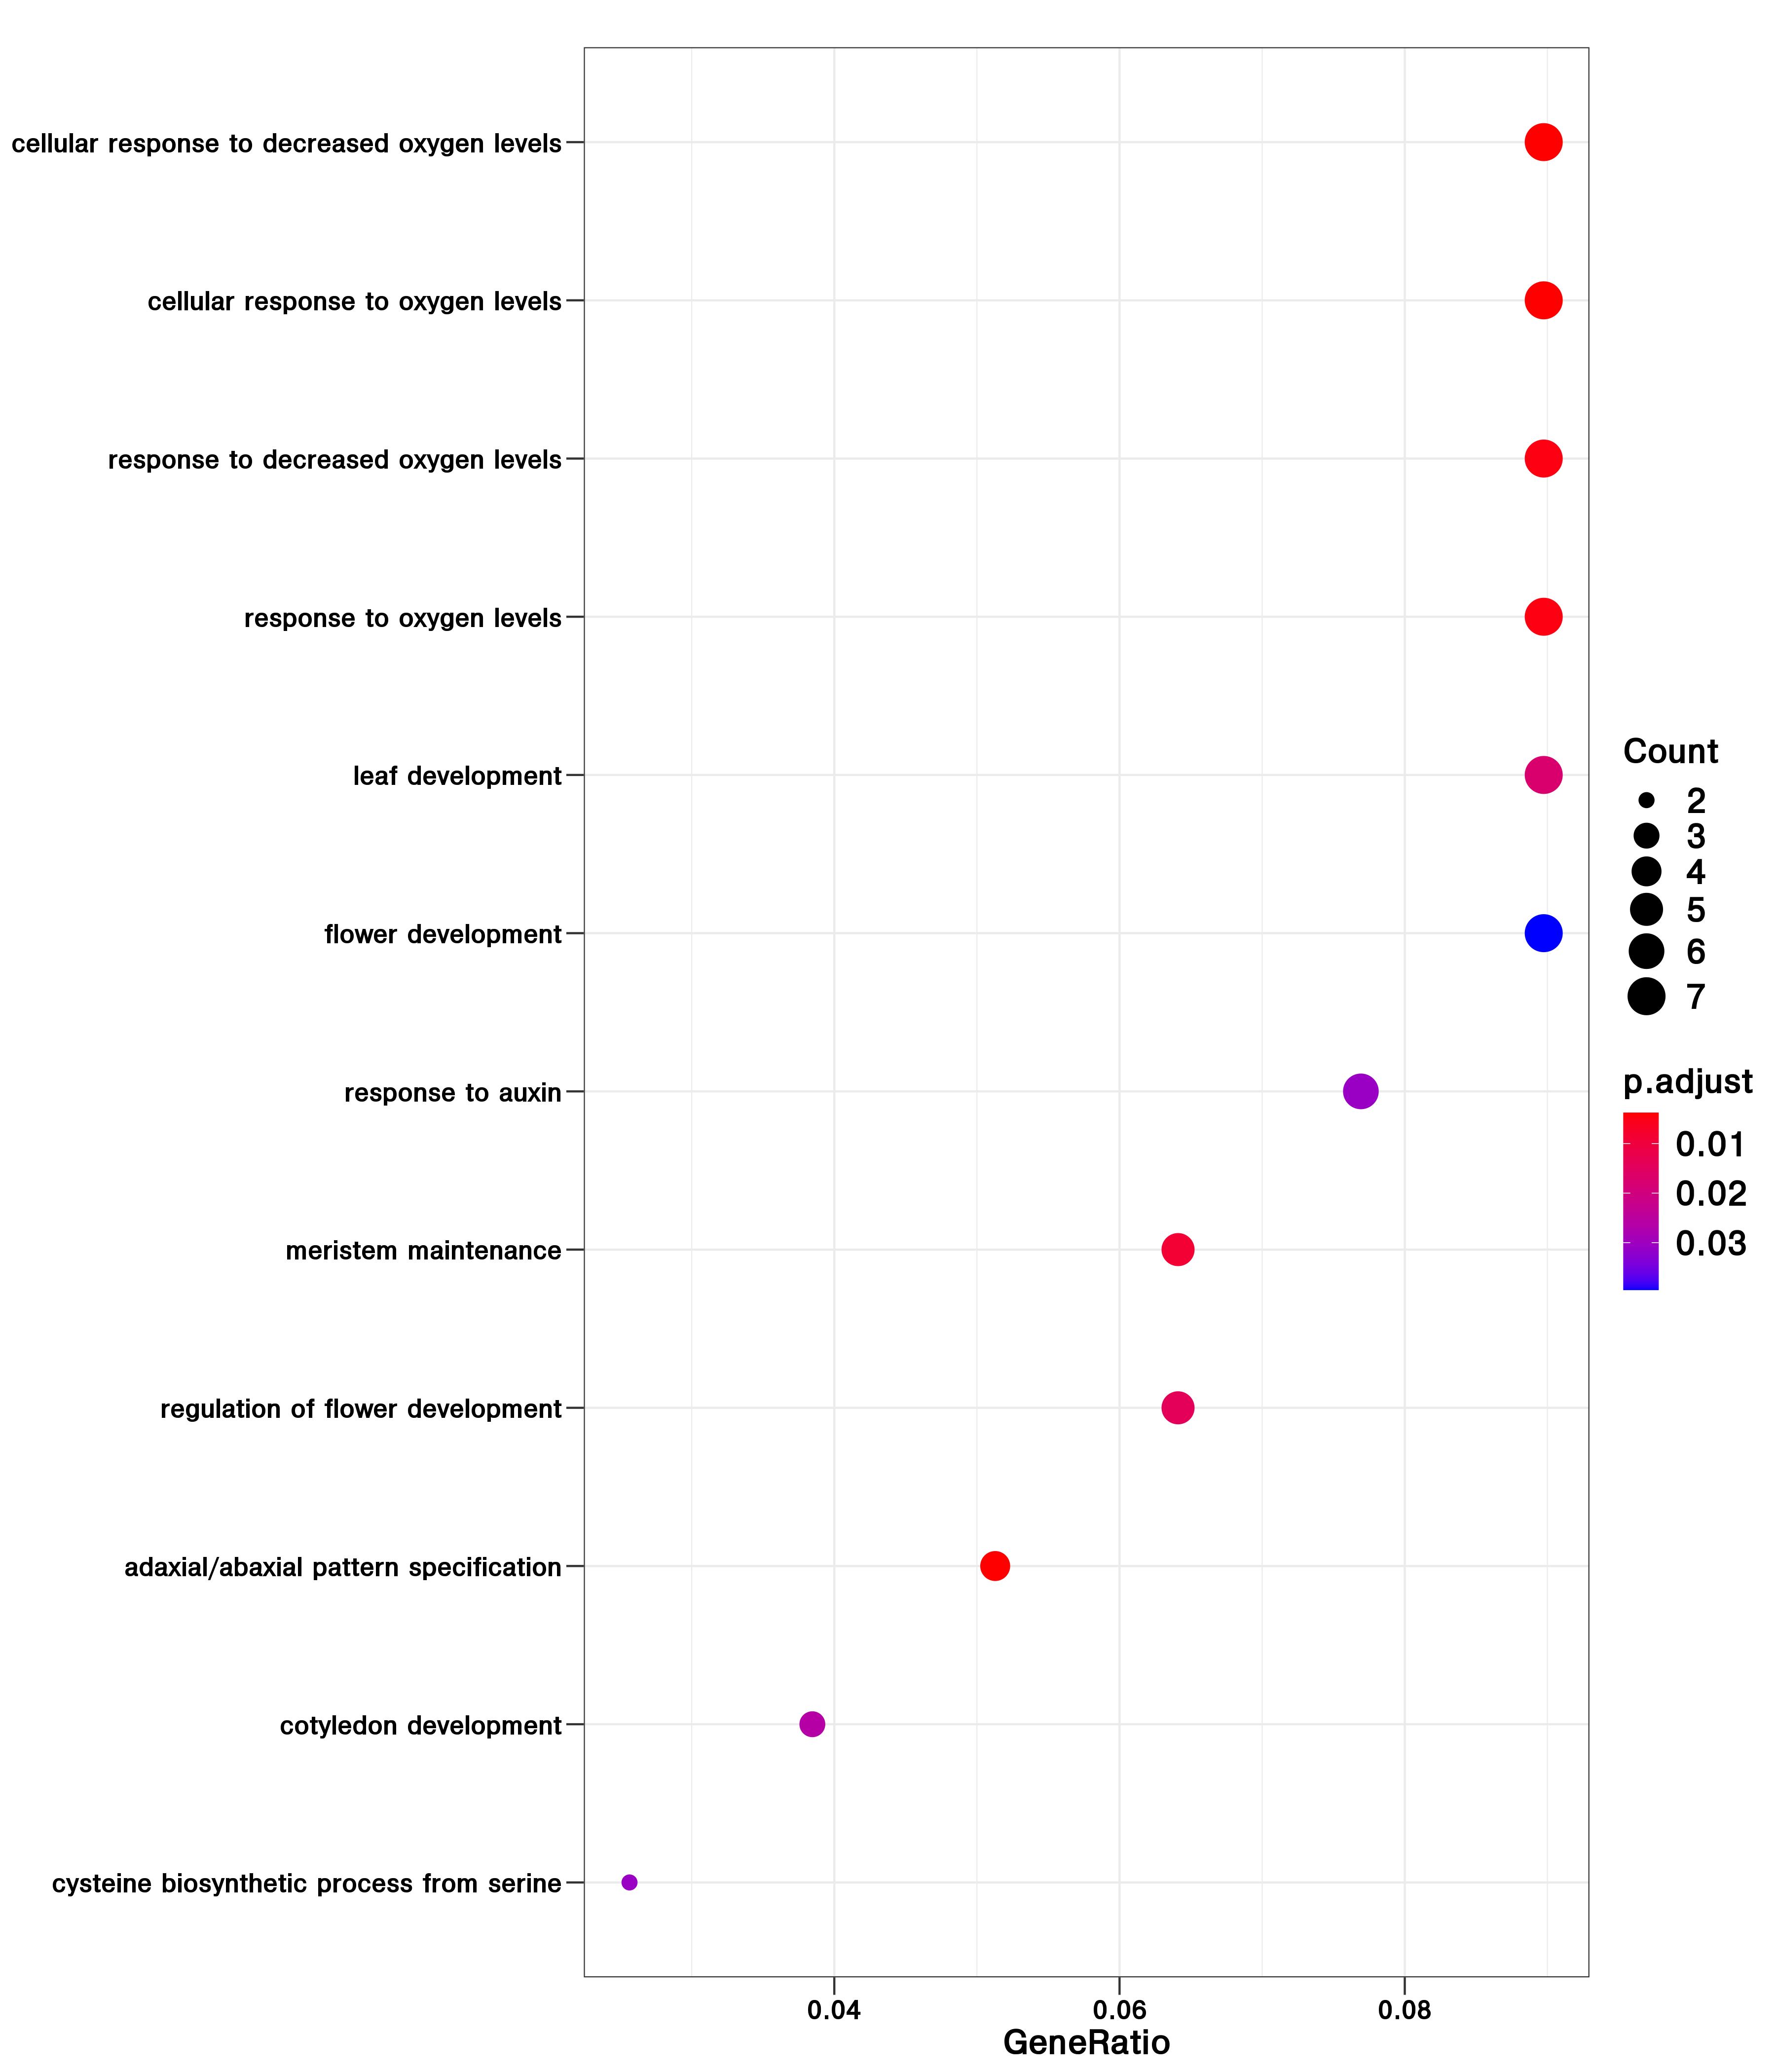 cellular response to decreased oxygen levels
cellular response to oxygen levels
response to decreased oxygen levels
response to oxygen levels
leaf development
flower development
response to auxin
meristem maintenance
regulation of flower development
adaxial/abaxial pattern specification
cotyledon development
cysteine biosynthetic process from serine
0.04 0.06 0.08
GeneRatio
Count
2
3
4
5
6
7
p.adjust
0.01
0.02
0.03